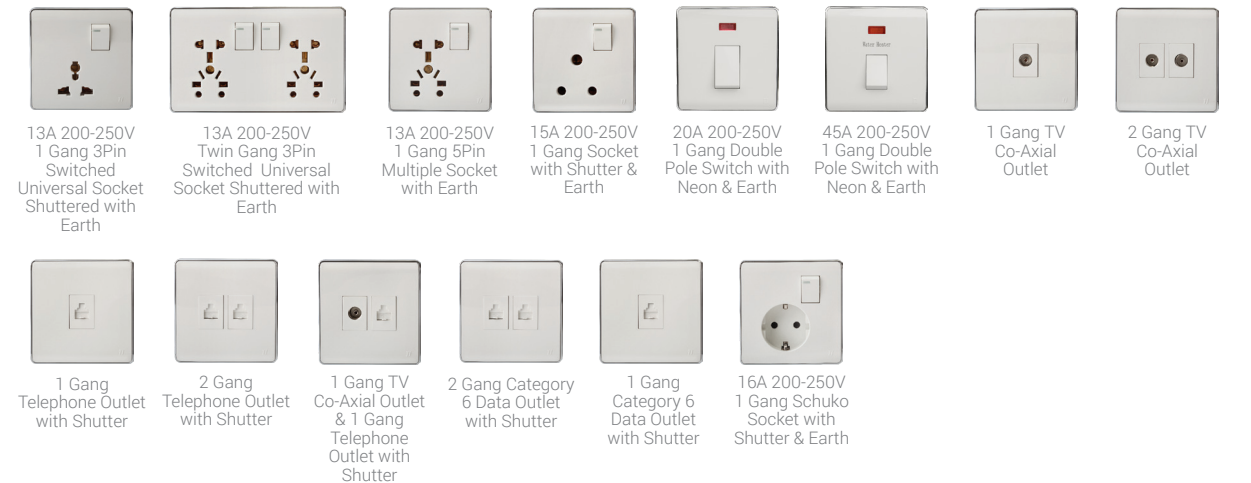 Water Heater
13A 200-250V
1 Gang 3Pin
Switched
Universal Socket
Shuttered with
Earth
13A 200-250V
Twin Gang 3Pin
Switched Universal
Socket Shuttered with
Earth
13A 200-250V
1 Gang 5Pin
Multiple Socket
with Earth
15A 200-250V
1 Gang Socket
with Shutter &
Earth
20A 200-250V
1 Gang Double
Pole Switch with
Neon & Earth
45A 200-250V
1 Gang Double
Pole Switch with
Neon & Earth
1 Gang TV
Co-Axial
Outlet
2 Gang TV
Co-Axial
Outlet
1 Gang
Telephone Outlet
with Shutter
2 Gang
Telephone Outlet
with Shutter
1 Gang TV
Co-Axial Outlet
& 1 Gang
Telephone
Outlet with
Shutter
2 Gang Category
6 Data Outlet
with Shutter
1 Gang
Category 6
Data Outlet
with Shutter
16A 200-250V
1 Gang Schuko
Socket with
Shutter & Earth